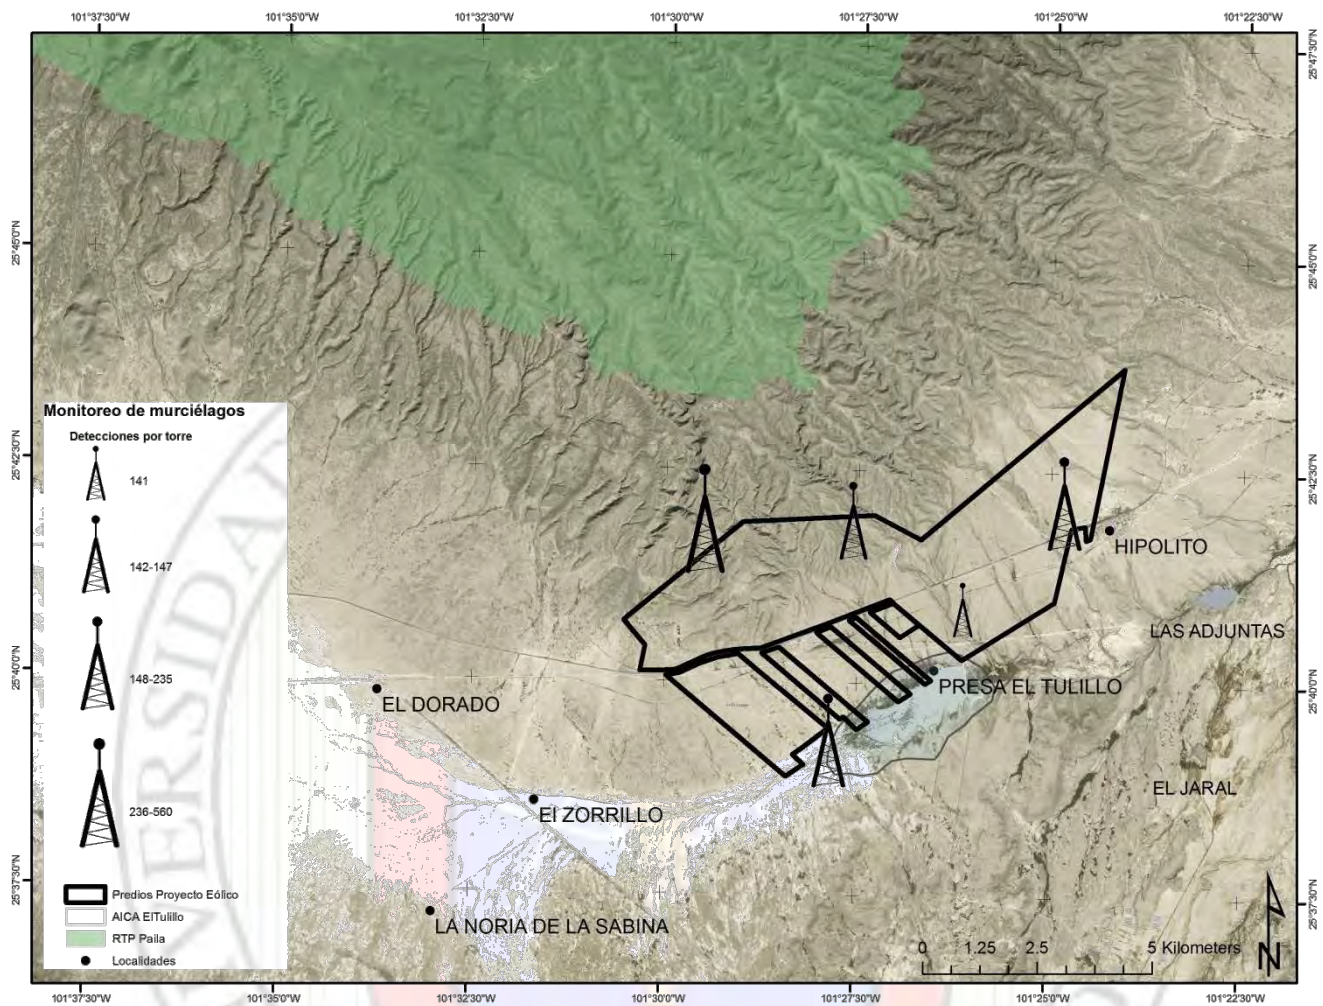 101°37'30"W 101°35'0"W 101°32'30"W 101°30'0"W 101°27'30"W 101°25'0"W 101°22'30"W
25°47'30"N
25°45'0"N
25°45'0"N
25°42'30"N
25°42'30"N
25°40'0"N
25°40'0"N
25°37'30"N
25°37'30"N
Monitoreo de murciélagos
Detecciones por torre
141
142-147
148-235
236-560
Predios Proyecto Eólico
AICA ElTulillo
RTP Paila
Localidades
HIPOLITO
LAS ADJUNTAS
PRESA EL TULILLO
EL DORADO
EL JARAL
El ZORRILLO
LA NORIA DE LA SABINA
0 1.25 2.5 5 Kilometers
N
ERSIDA
101°37'30"W 101°35'0"W 101°32'30"W 101°30'0"W 101°27'30"W 101°25'0"W 101°22'30"W